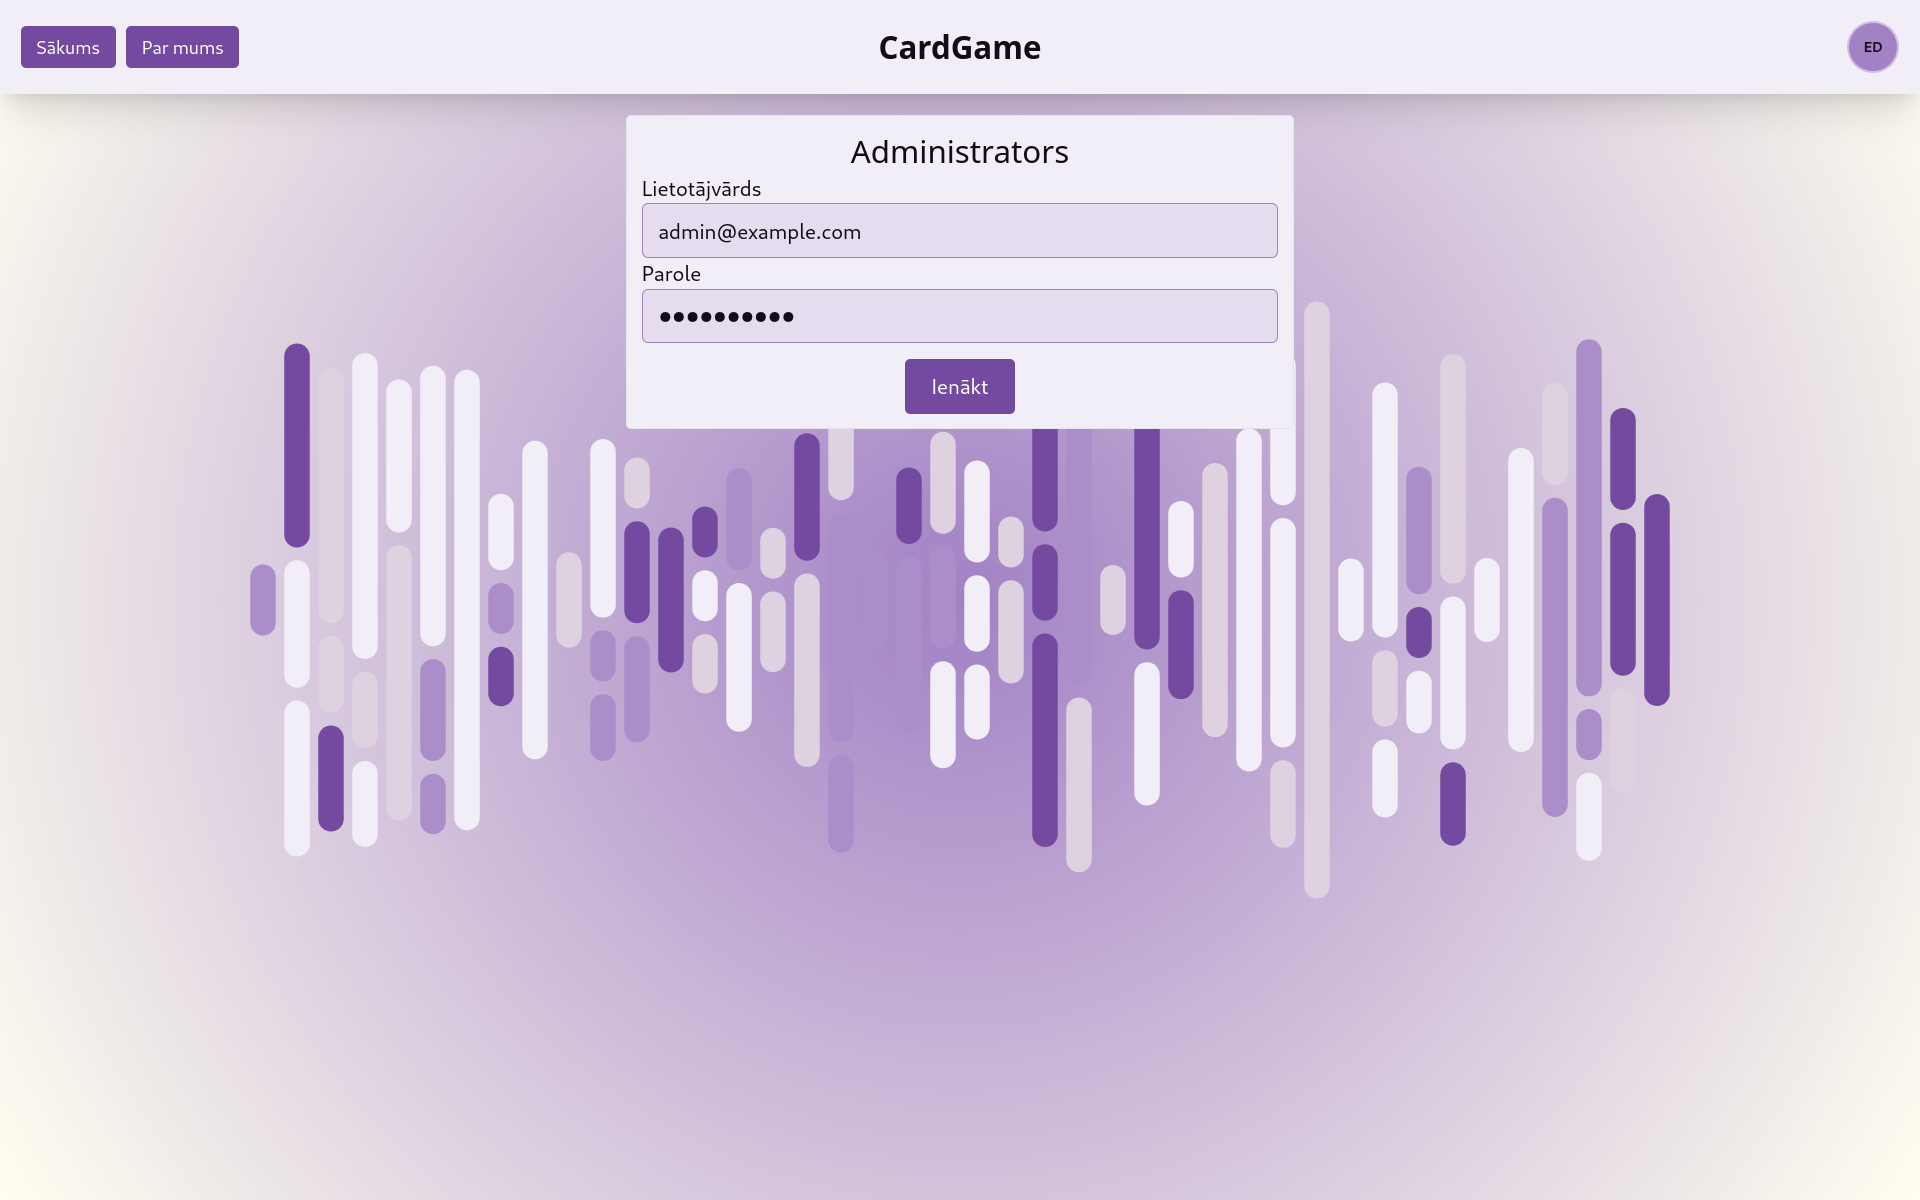 Sākums
Par mums
CardGame
ED
Administrators
Lietotājvārds
admin@example.com
Parole
••••••••••
Ienākt